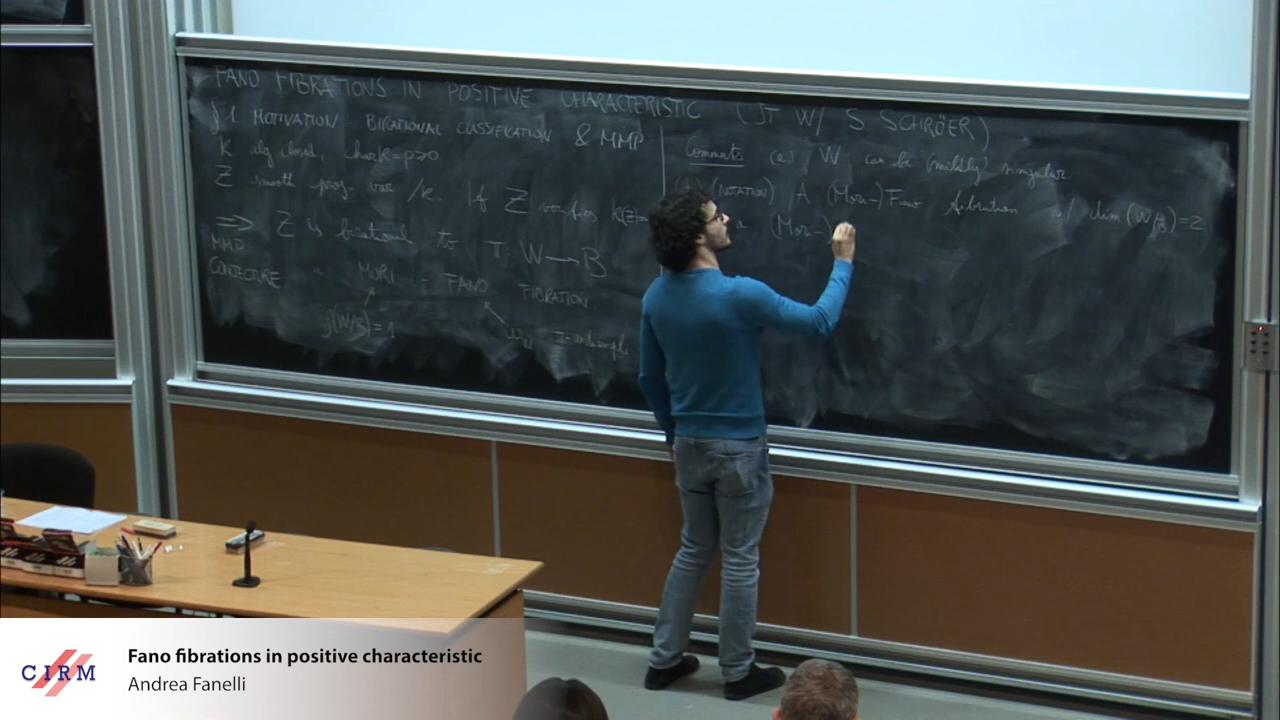 FANO FIBRATIONS IN POSITIVE CHARACTERISTIC (JT W/ S SCHRÖER)
§1 MOTIVATION: BIRATIONAL CLASSIFICATION & MMP
K alg closed, char k=p>0
Z smooth proj var /k. If Z verifies K(Z)=
⟹ Z is birational to π: W → B
MMP
CONJECTURE a MORI - FANO FIBRATION
ρ(W/B)=1
Comments (a) W can be (mildly) singular
(NOTATION) A (Mori-)Fano fibration w/ dim(W/B)=2
a (Mori-)
CIRM
Fano fibrations in positive characteristic
Andrea Fanelli